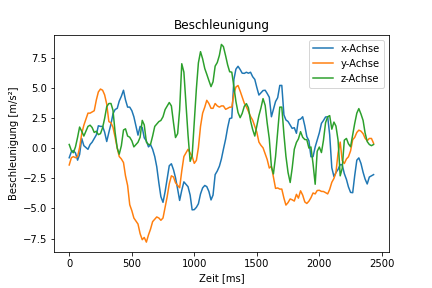 Beschleunigung
Beschleunigung [m/s²]
7.5
5.0
2.5
0.0
−2.5
−5.0
−7.5
x-Achse
y-Achse
z-Achse
0 500 1000 1500 2000 2500
Zeit [ms]